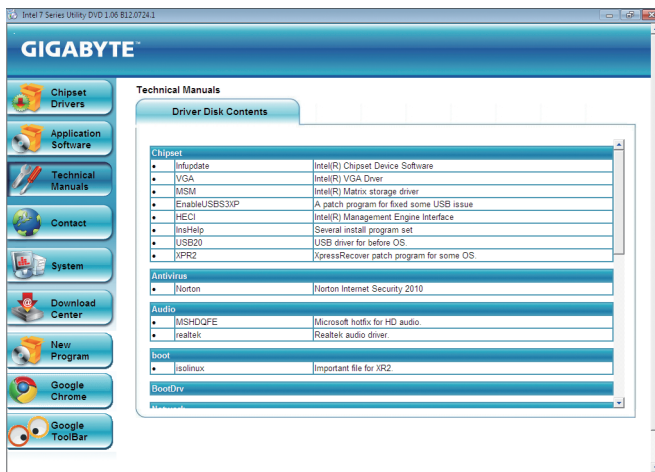 Intel 7 Series Utility DVD 1.06 B12.0724.1
GIGABYTE™
Chipset
Drivers
Application
Software
Technical
Manuals
Contact
System
Download
Center
New
Program
Google
Chrome
Google
ToolBar
Technical Manuals
Driver Disk Contents
Chipset
• Infupdate Intel(R) Chipset Device Software
• VGA Intel(R) VGA Drver
• MSM Intel(R) Matrix storage driver
• EnableUSBS3XP A patch program for fixed some USB issue
• HECI Intel(R) Management Engine Interface
• InsHelp Several install program set
• USB20 USB driver for before OS.
• XPR2 XpressRecover patch program for some OS.
Antivirus
• Norton Norton Internet Security 2010
Audio
• MSHDQFE Microsoft hotfix for HD audio.
• realtek Realtek audio driver.
boot
• isolinux Important file for XR2.
BootDrv